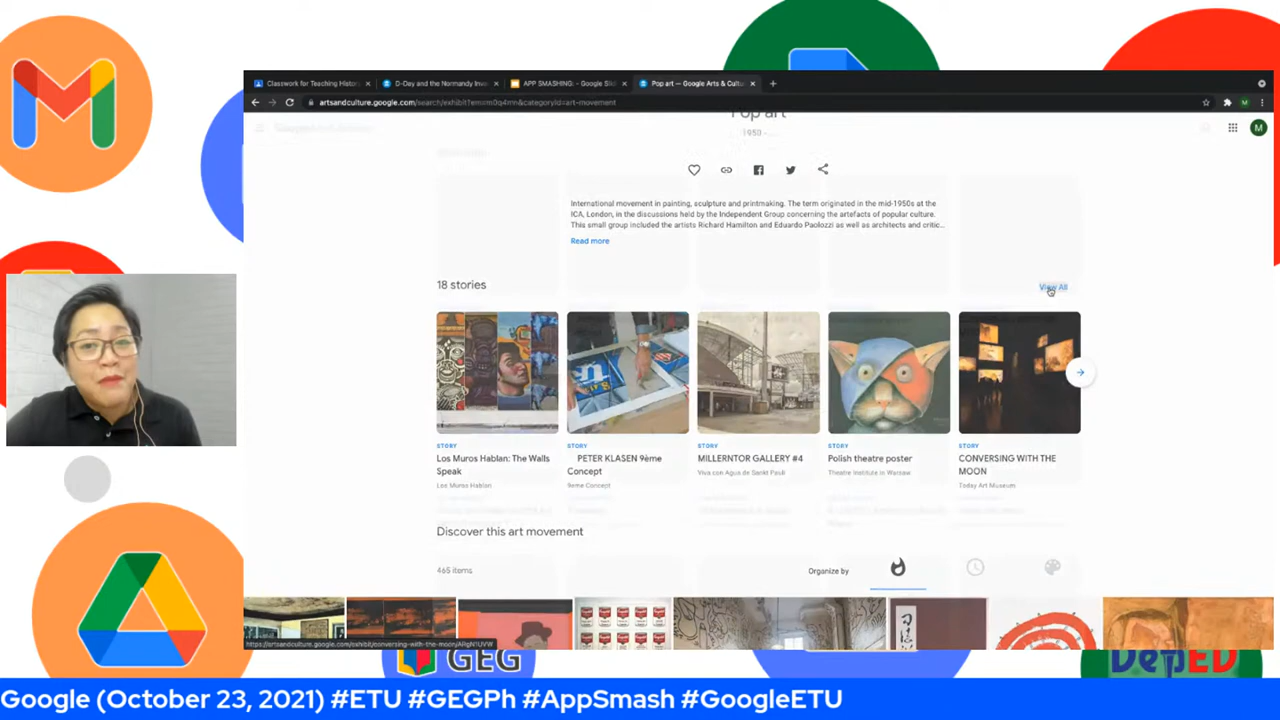 Classwork for Teaching History
D-Day and the Normandy Inva
APP SMASHING: - Google Slid
Pop art — Google Arts & Cultu
artsandculture.google.com/search/exhibit?em=m0q4mn&categoryId=art-movement
M
M
Pop art
1950 -
International movement in painting, sculpture and printmaking. The term originated in the mid-1950s at the
ICA, London, in the discussions held by the Independent Group concerning the artefacts of popular culture.
This small group included the artists Richard Hamilton and Eduardo Paolozzi as well as architects and critic...
Read more
18 stories
View All
STORY
Los Muros Hablan: The Walls
Speak
Los Muros Hablan
STORY
PETER KLASEN 9ème
Concept
9eme Concept
STORY
MILLERNTOR GALLERY #4
Viva con Agua de Sankt Pauli
STORY
Polish theatre poster
Theatre Institute in Warsaw
STORY
CONVERSING WITH THE
MOON
Today Art Museum
Discover this art movement
465 items
Organize by
GEG
DepED
Google (October 23, 2021) #ETU #GEGPh #AppSmash #GoogleETU